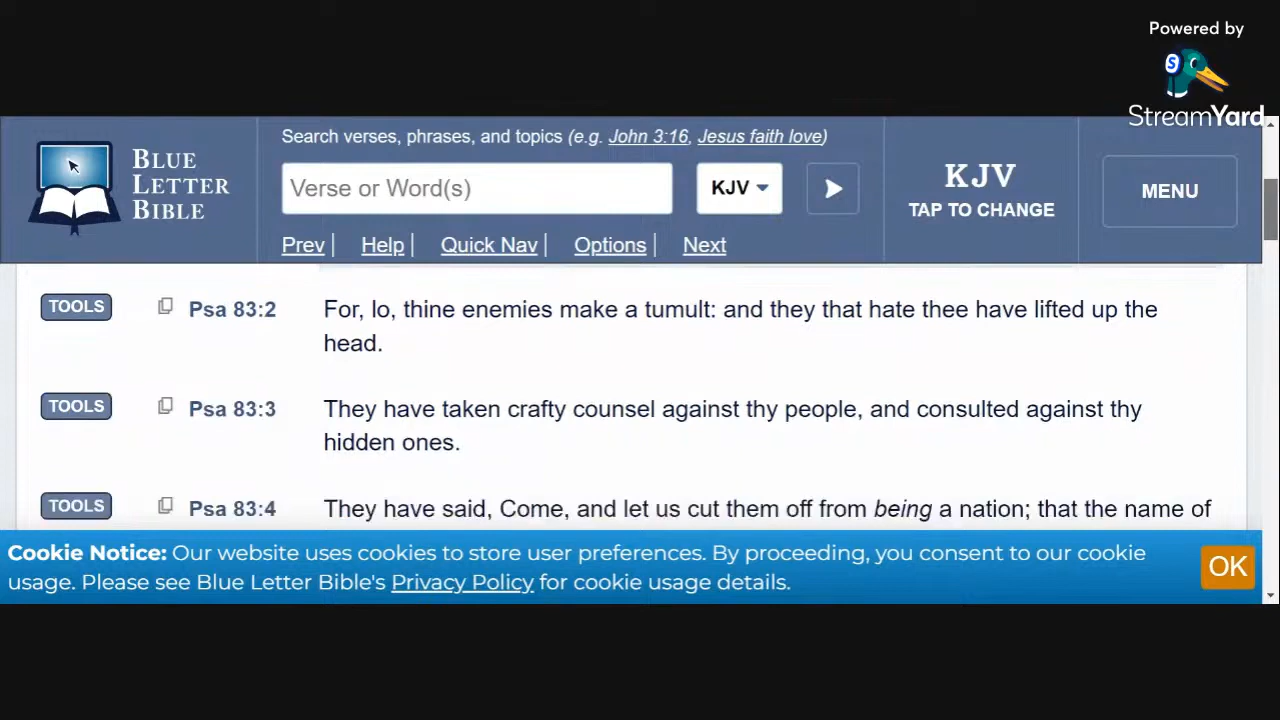 Powered by
StreamYard
Search verses, phrases, and topics (e.g. John 3:16, Jesus faith love)
BLUE
LETTER
BIBLE
Verse or Word(s)
KJV
KJV
TAP TO CHANGE
MENU
Prev | Help | Quick Nav | Options | Next
TOOLS Psa 83:2 For, lo, thine enemies make a tumult: and they that hate thee have lifted up the
head.
TOOLS Psa 83:3 They have taken crafty counsel against thy people, and consulted against thy
hidden ones.
TOOLS Psa 83:4 They have said, Come, and let us cut them off from being a nation; that the name of
Cookie Notice: Our website uses cookies to store user preferences. By proceeding, you consent to our cookie
usage. Please see Blue Letter Bible's Privacy Policy for cookie usage details.
OK